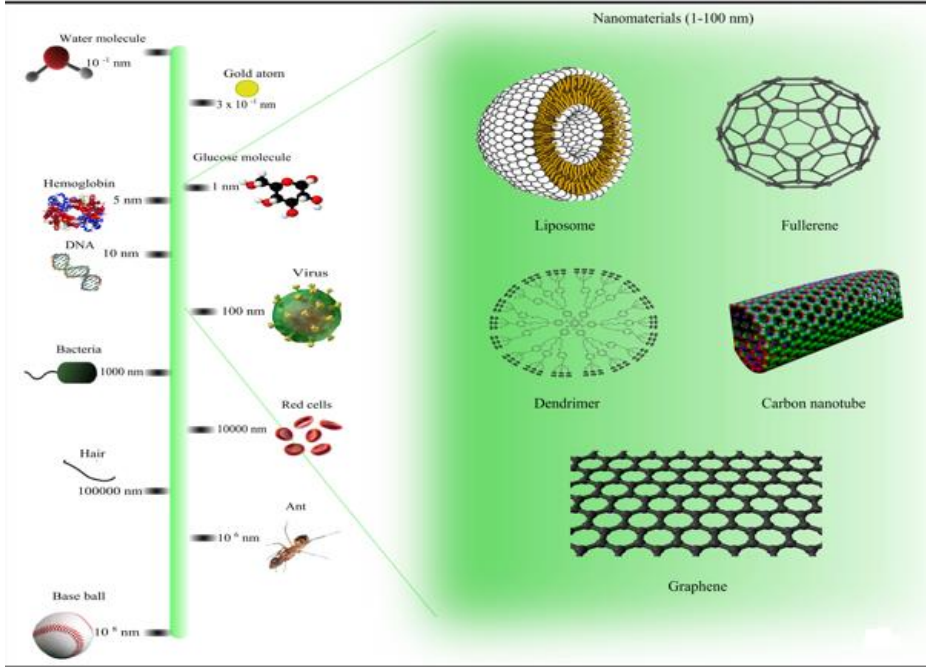 Nanomaterials (1-100 nm)
Water molecule
10 ⁻¹ nm
Gold atom
3 x 10 ⁻¹ nm
Glucose molecule
1 nm
Hemoglobin
5 nm
DNA
10 nm
Virus
100 nm
Bacteria
1000 nm
Red cells
10000nm
Hair
100000 nm
Ant
10 ⁶ nm
Base ball
10 ⁸ nm
Liposome
Fullerene
Dendrimer
Carbon nanotube
Graphene